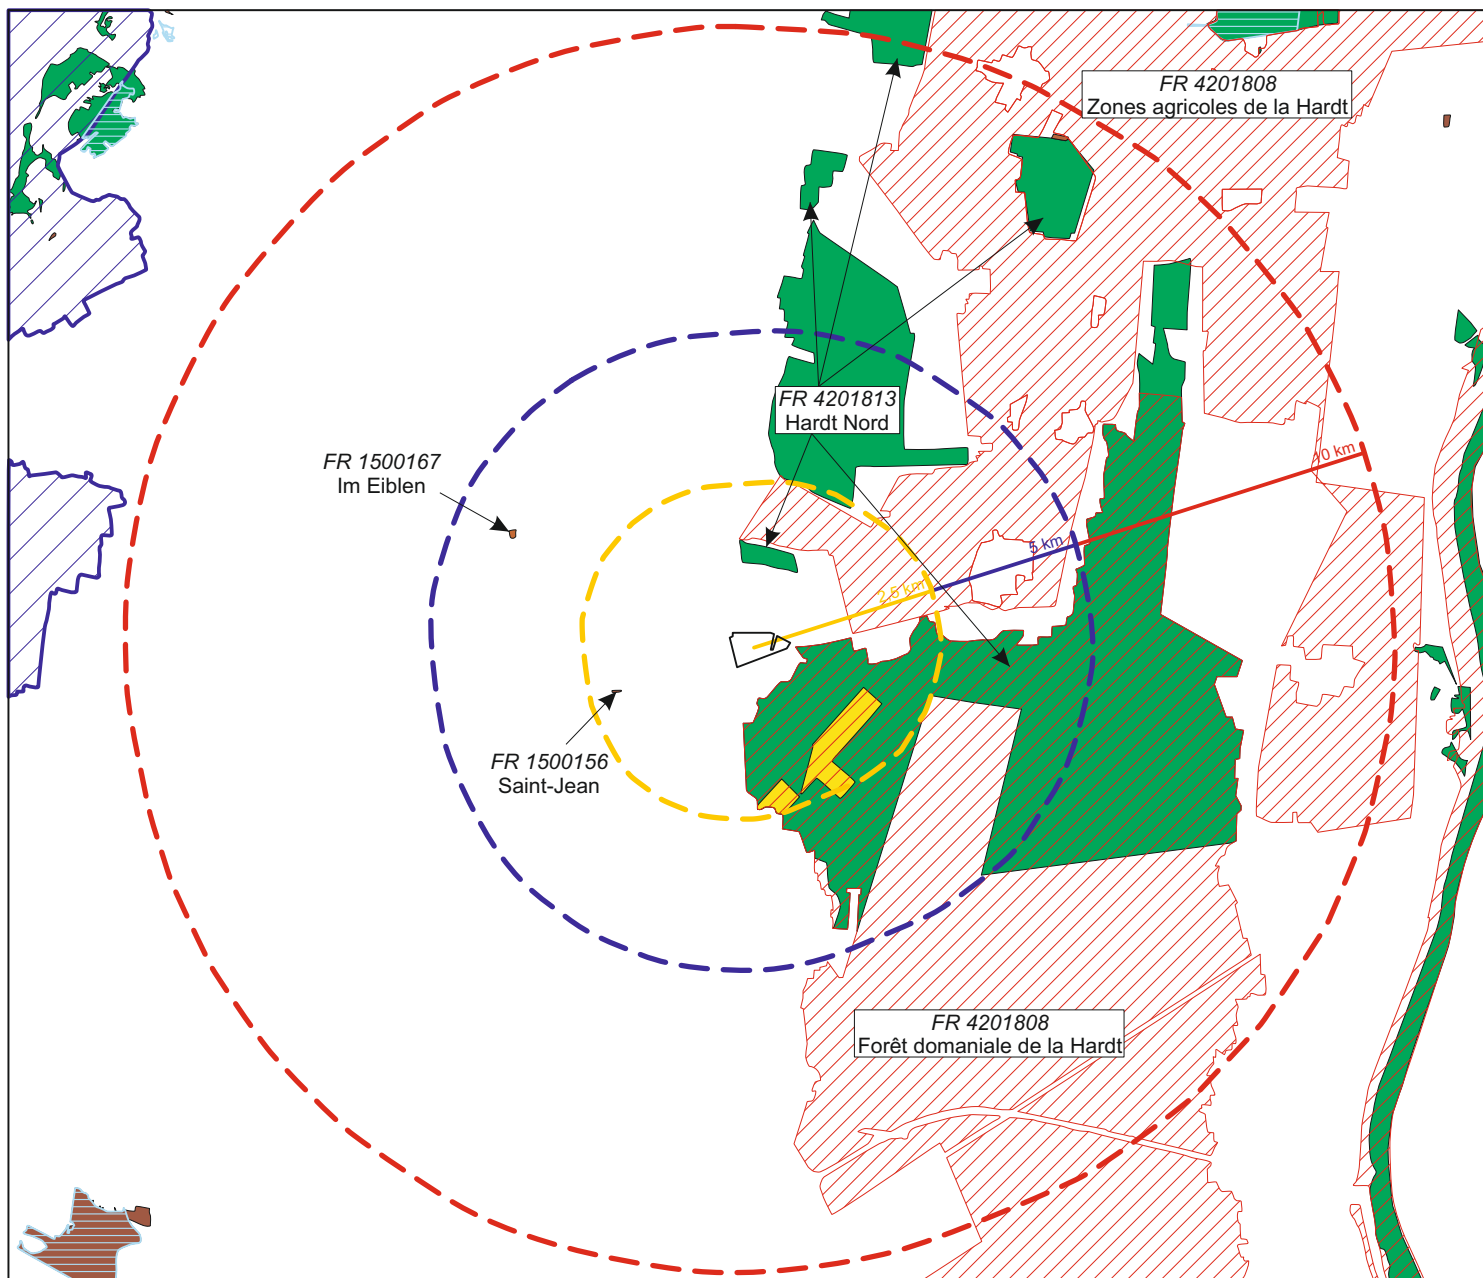 FR 4201808
Zones agricoles de la Hardt
FR 4201813
Hardt Nord
FR 1500167
Im Eiblen
10 km
5 km
2,5 km
FR 1500156
Saint-Jean
FR 4201808
Forêt domaniale de la Hardt